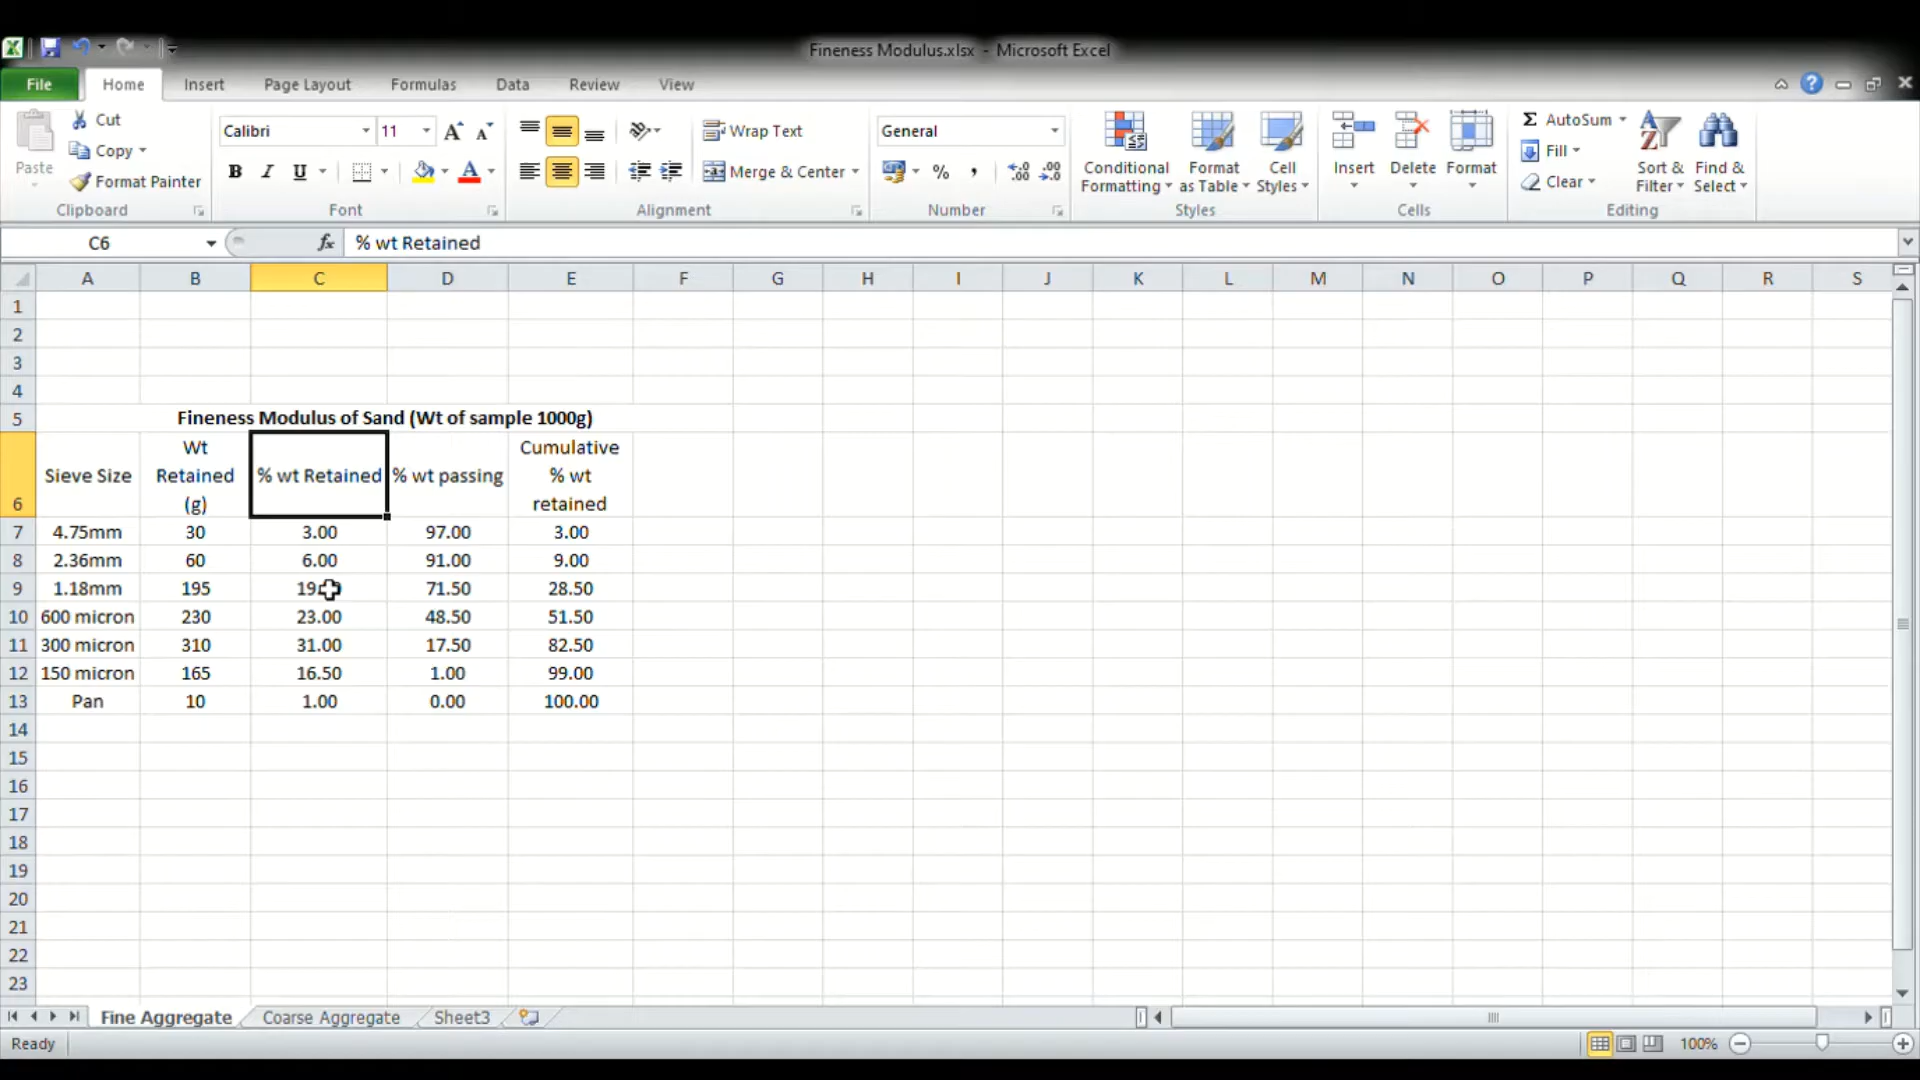 Fineness Modulus.xlsx - Microsoft Excel
File Home Insert Page Layout Formulas Data Review View
Paste Cut Copy Format Painter
Clipboard
Calibri 11 A A
B I U A
Font
Wrap Text
Merge & Center
Alignment
General
% ,
Number
Conditional Formatting
Format as Table
Cell Styles
Styles
Insert Delete Format
Cells
Σ AutoSum
Fill
Clear
Sort & Filter
Find & Select
Editing
C6 fx % wt Retained
A B C D E F G H I J K L M N O P Q R S
1
2
3
4
5 Fineness Modulus of Sand (Wt of sample 1000g)
6 Sieve Size Wt Retained (g) % wt Retained % wt passing Cumulative % wt retained
7 4.75mm 30 3.00 97.00 3.00
8 2.36mm 60 6.00 91.00 9.00
9 1.18mm 195 71.50 28.50
10 600 micron 230 23.00 48.50 51.50
11 300 micron 310 31.00 17.50 82.50
12 150 micron 165 16.50 1.00 99.00
13 Pan 10 1.00 0.00 100.00
14
15
16
17
18
19
20
21
22
23
Fine Aggregate Coarse Aggregate Sheet3
Ready 100%